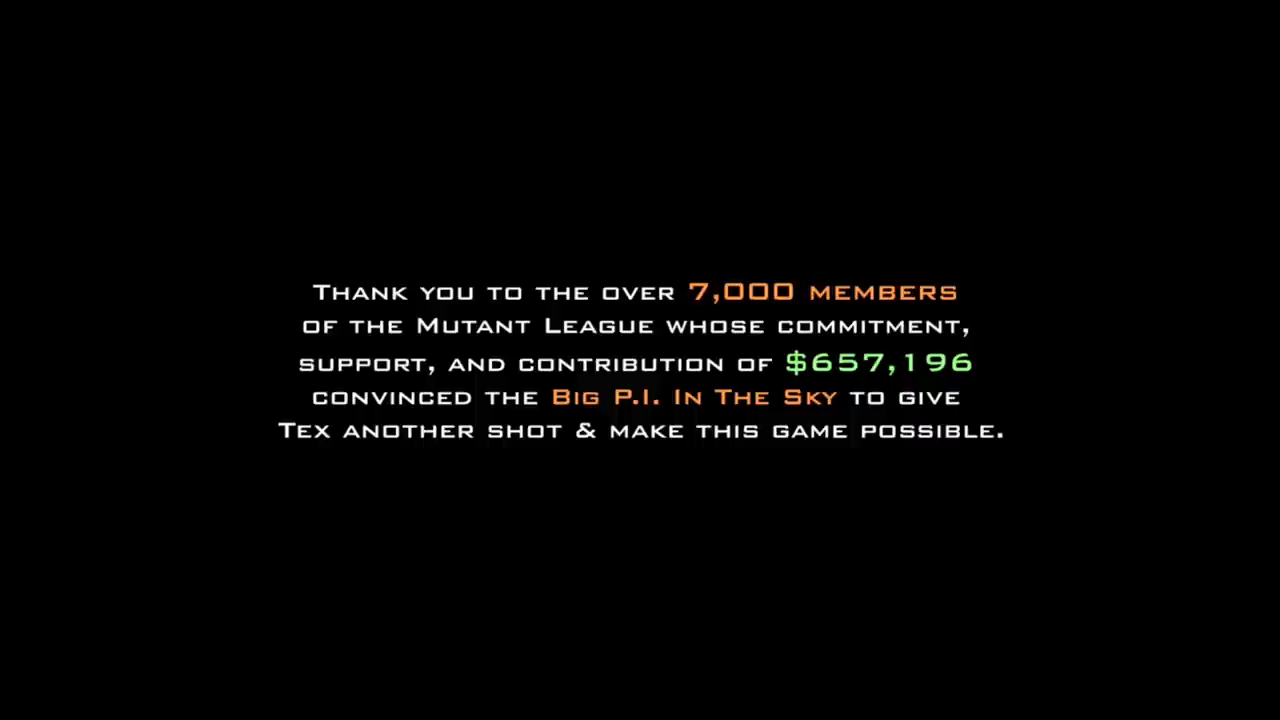 Thank you to the over 7,000 members
of the Mutant League whose commitment,
support, and contribution of $657,196
convinced the Big P.I. In The Sky to give
Tex another shot & make this game possible.